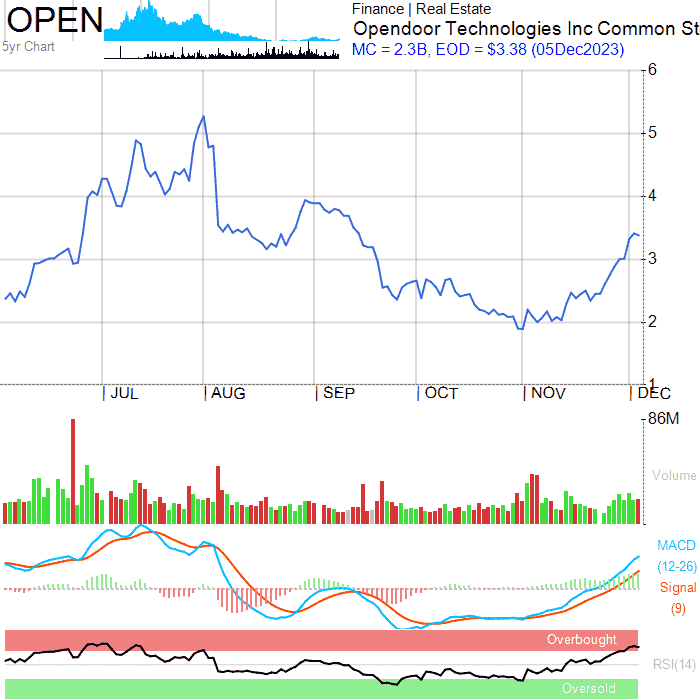 OPEN
5yr Chart
Finance | Real Estate
Opendoor Technologies Inc Common St
MC = 2.3B, EOD = $3.38 (05Dec2023)
6
5
4
3
2
1
JUL AUG SEP OCT NOV DEC
86M
Volume
MACD
(12-26)
Signal
(9)
Overbought
RSI(14)
Oversold